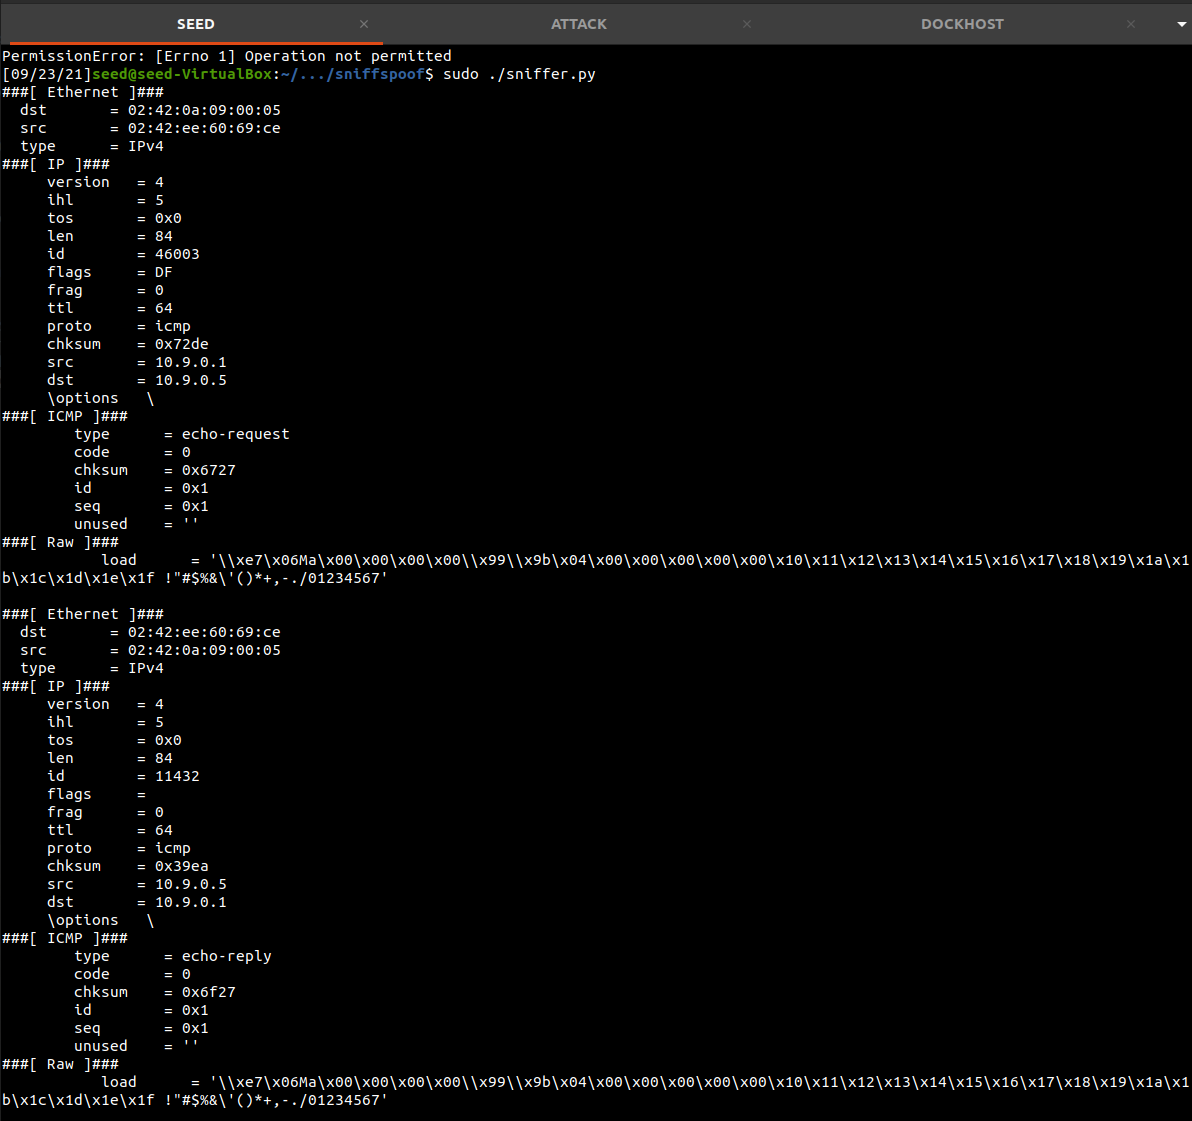 SEED × ATTACK × DOCKHOST ×
PermissionError: [Errno 1] Operation not permitted
[09/23/21]seed@seed-VirtualBox:~/.../sniffspoof$ sudo ./sniffer.py
###[ Ethernet ]###
  dst       = 02:42:0a:09:00:05
  src       = 02:42:ee:60:69:ce
  type      = IPv4
###[ IP ]###
     version   = 4
     ihl       = 5
     tos       = 0x0
     len       = 84
     id        = 46003
     flags     = DF
     frag      = 0
     ttl       = 64
     proto     = icmp
     chksum    = 0x72de
     src       = 10.9.0.1
     dst       = 10.9.0.5
     \options   \
###[ ICMP ]###
        type      = echo-request
        code      = 0
        chksum    = 0x6727
        id        = 0x1
        seq       = 0x1
        unused    = ''
###[ Raw ]###
           load      = '\\xe7\x06Ma\x00\x00\x00\x00\\x99\\x9b\x04\x00\x00\x00\x00\x00\x10\x11\x12\x13\x14\x15\x16\x17\x18\x19\x1a\x1
b\x1c\x1d\x1e\x1f !"#$%&\'()*+,-./01234567'

###[ Ethernet ]###
  dst       = 02:42:ee:60:69:ce
  src       = 02:42:0a:09:00:05
  type      = IPv4
###[ IP ]###
     version   = 4
     ihl       = 5
     tos       = 0x0
     len       = 84
     id        = 11432
     flags     =
     frag      = 0
     ttl       = 64
     proto     = icmp
     chksum    = 0x39ea
     src       = 10.9.0.5
     dst       = 10.9.0.1
     \options   \
###[ ICMP ]###
        type      = echo-reply
        code      = 0
        chksum    = 0x6f27
        id        = 0x1
        seq       = 0x1
        unused    = ''
###[ Raw ]###
           load      = '\\xe7\x06Ma\x00\x00\x00\x00\\x99\\x9b\x04\x00\x00\x00\x00\x00\x10\x11\x12\x13\x14\x15\x16\x17\x18\x19\x1a\x1
b\x1c\x1d\x1e\x1f !"#$%&\'()*+,-./01234567'